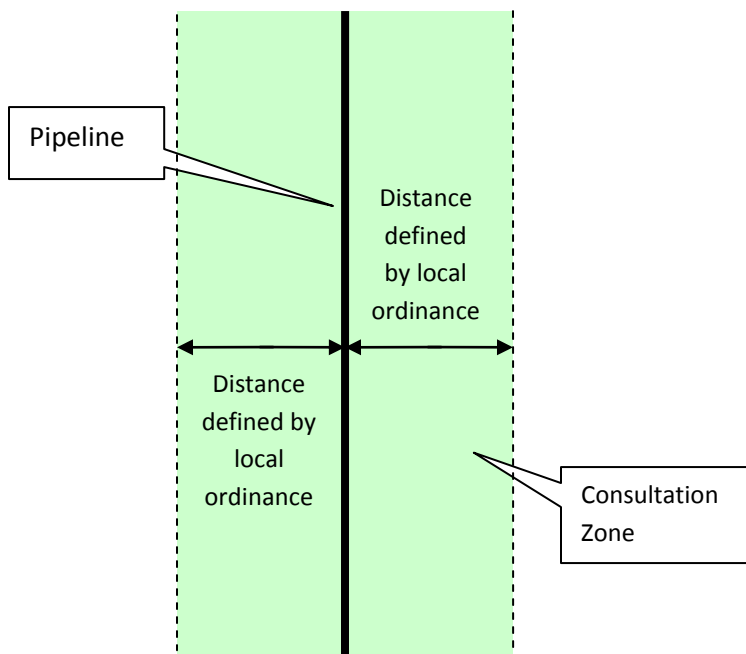 Pipeline
Distance
defined
by local
ordinance
Distance
defined by
local
ordinance
Consultation
Zone